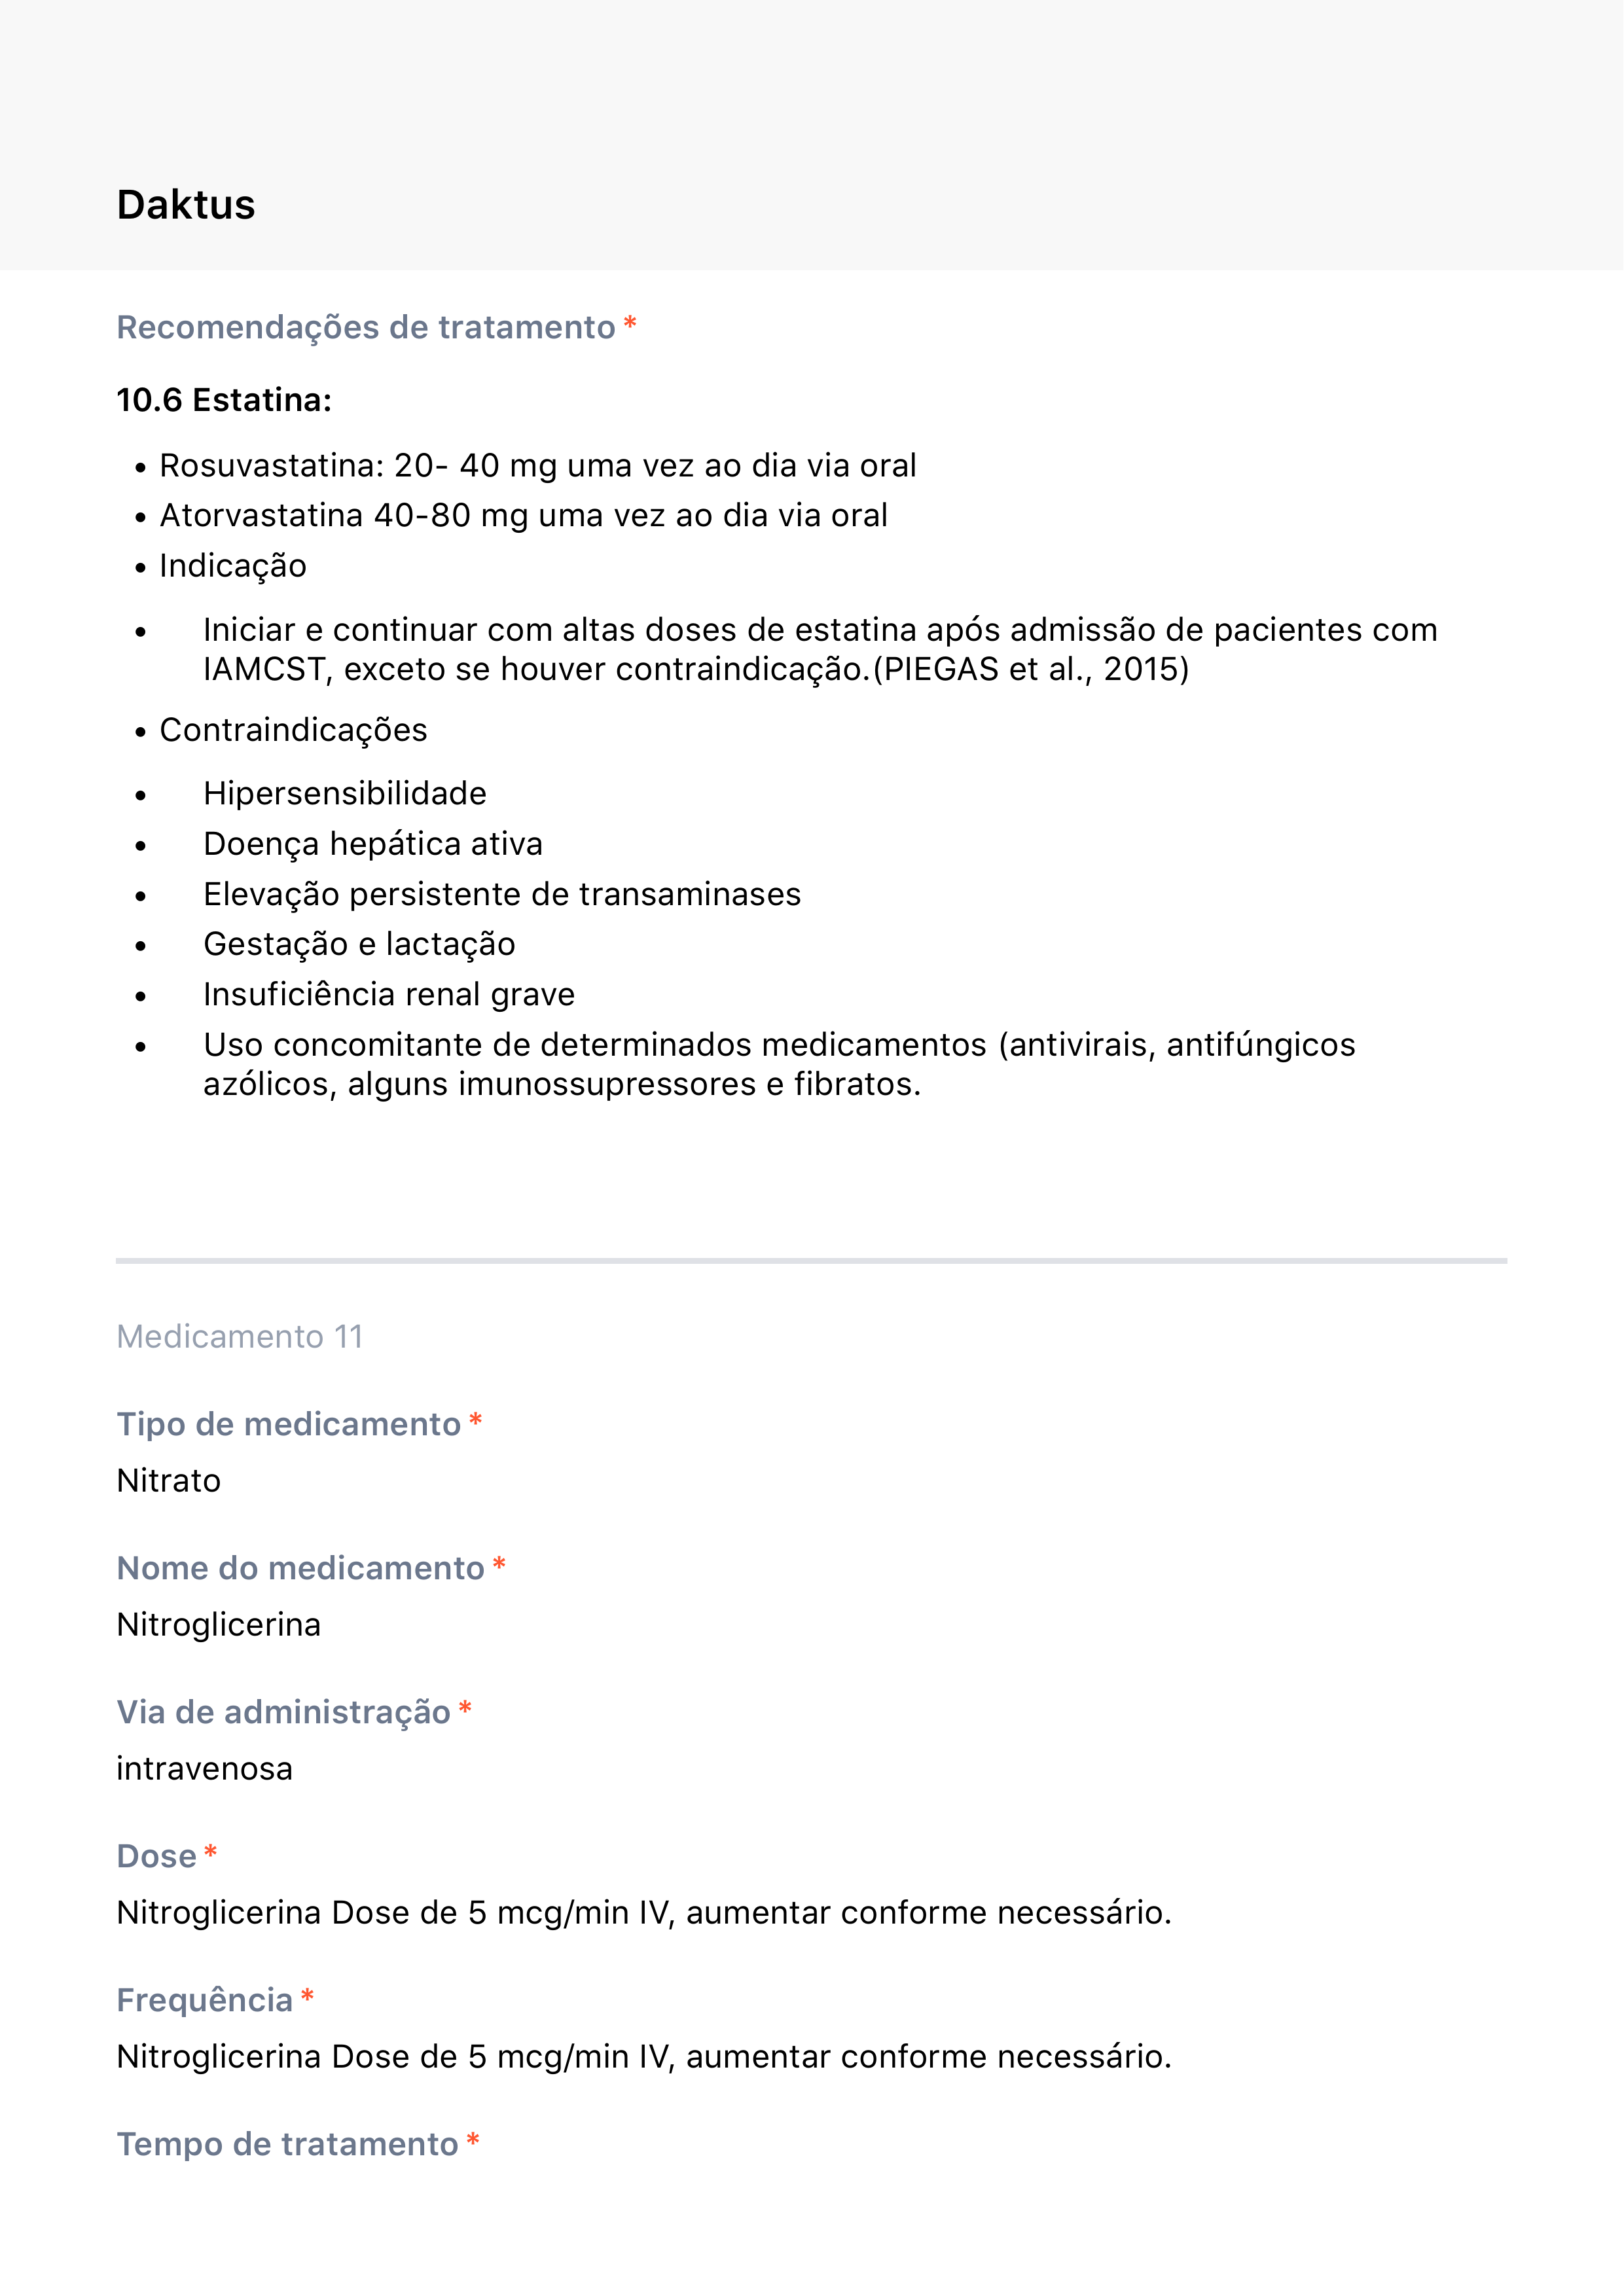 Daktus
Recomendações de tratamento *
10.6 Estatina:
• Rosuvastatina: 20- 40 mg uma vez ao dia via oral
• Atorvastatina 40-80 mg uma vez ao dia via oral
• Indicação
• Iniciar e continuar com altas doses de estatina após admissão de pacientes com
IAMCST, exceto se houver contraindicação.(PIEGAS et al., 2015)
• Contraindicações
• Hipersensibilidade
• Doença hepática ativa
• Elevação persistente de transaminases
• Gestação e lactação
• Insuficiência renal grave
• Uso concomitante de determinados medicamentos (antivirais, antifúngicos
azólicos, alguns imunossupressores e fibratos.
Medicamento 11
Tipo de medicamento *
Nitrato
Nome do medicamento *
Nitroglicerina
Via de administração *
intravenosa
Dose *
Nitroglicerina Dose de 5 mcg/min IV, aumentar conforme necessário.
Frequência *
Nitroglicerina Dose de 5 mcg/min IV, aumentar conforme necessário.
Tempo de tratamento *